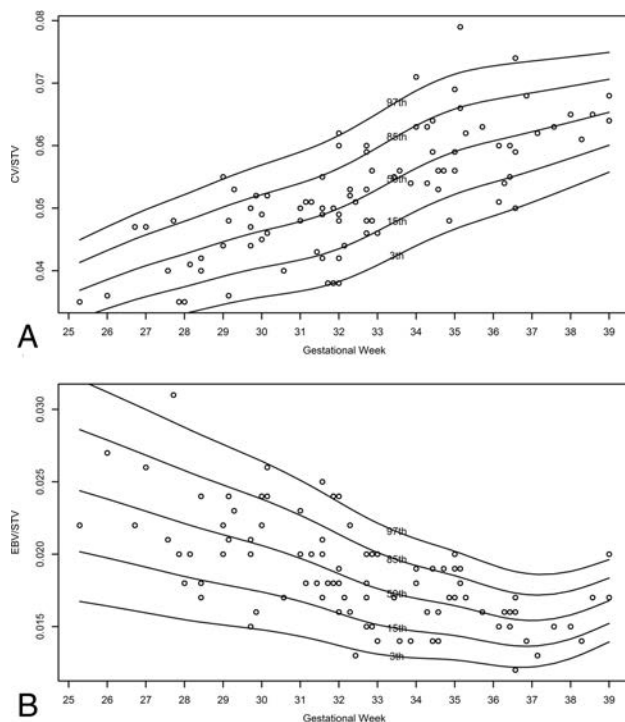 0.08
0.07
0.06
0.05
0.04
CV/STV
97th
85th
50th
15th
3th
25 26 27 28 29 30 31 32 33 34 35 36 37 38 39
Gestational Week
A
0.030
0.025
0.020
0.015
EBV/STV
97th
85th
50th
15th
3th
25 26 27 28 29 30 31 32 33 34 35 36 37 38 39
Gestational Week
B